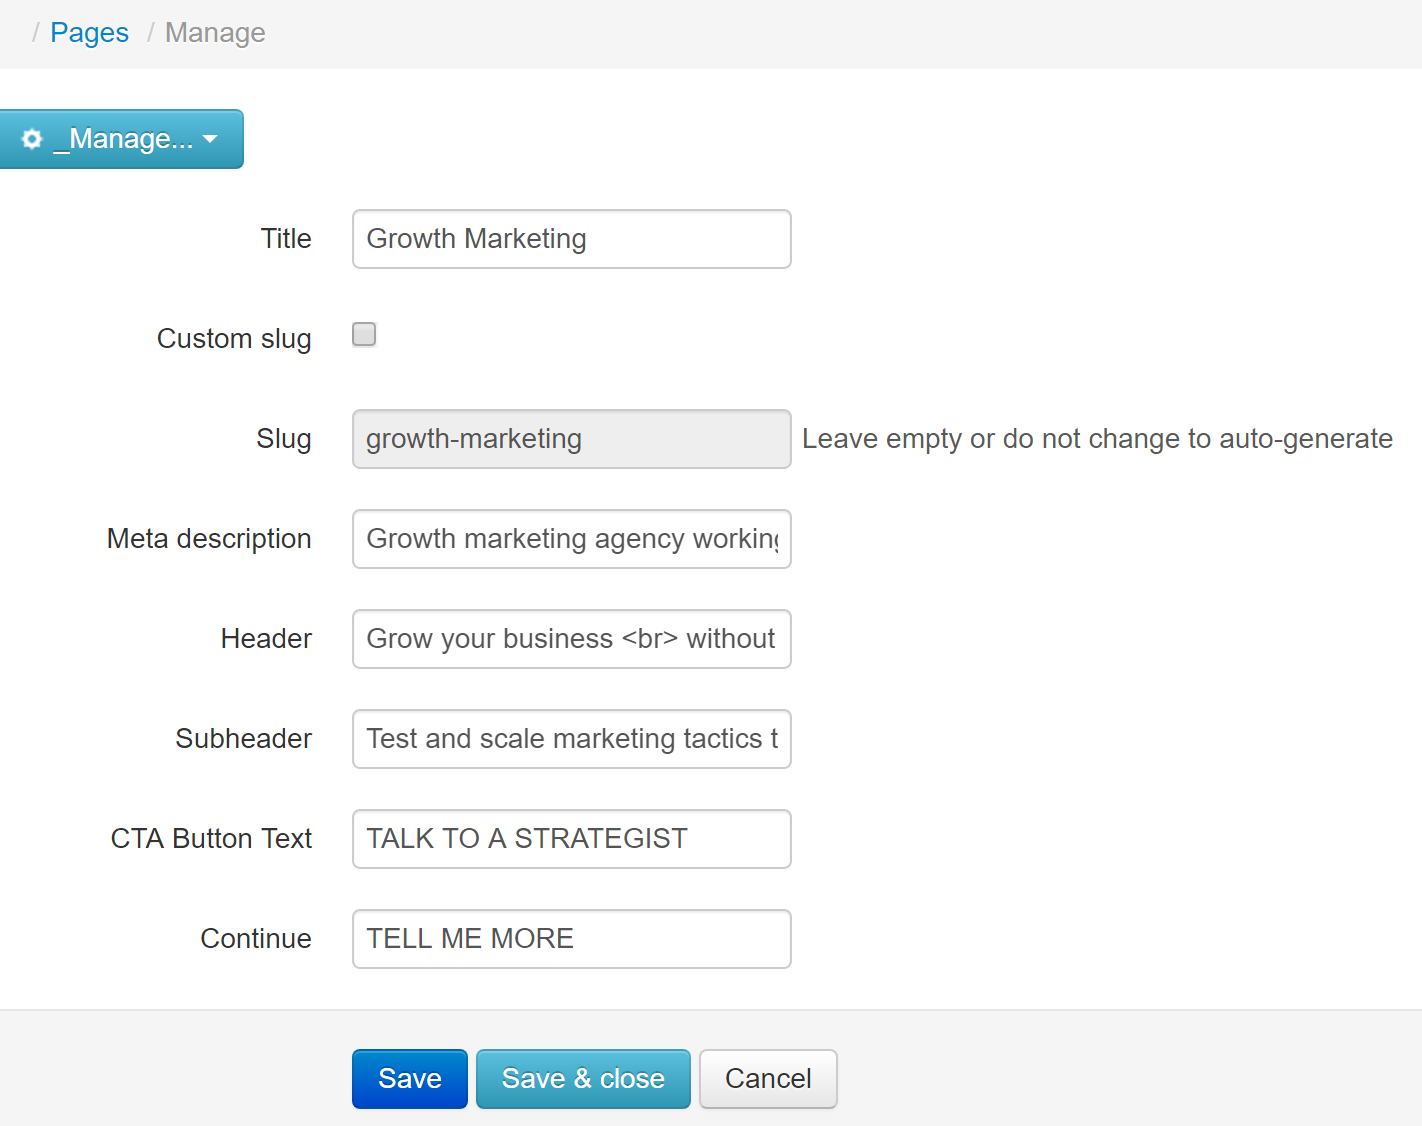 / Pages / Manage
_Manage...
Title Growth Marketing
Custom slug
Slug growth-marketing Leave empty or do not change to auto-generate
Meta description Growth marketing agency working
Header Grow your business <br> without
Subheader Test and scale marketing tactics t
CTA Button Text TALK TO A STRATEGIST
Continue TELL ME MORE
Save Save & close Cancel